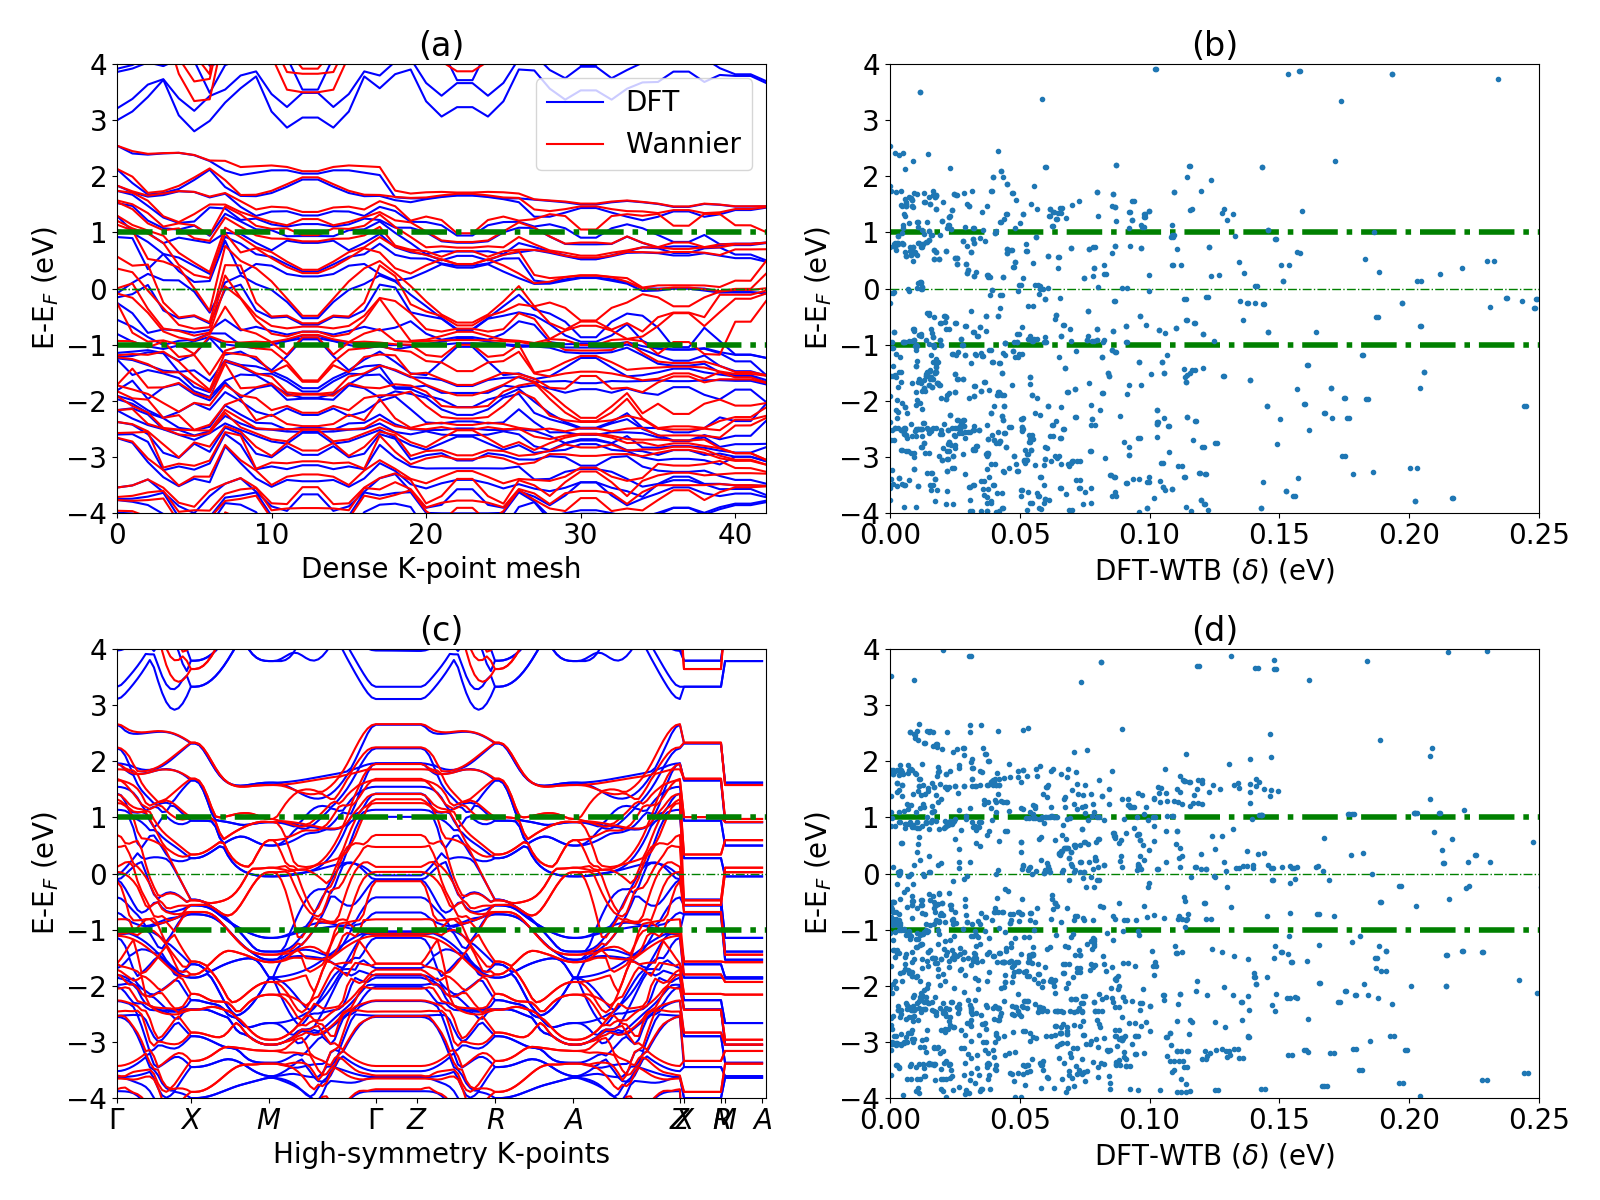 (a)
4
3
2
1
0
−1
−2
−3
−4
E-E_F (eV)
DFT
Wannier
0 10 20 30 40
Dense K-point mesh
(b)
4
3
2
1
0
−1
−2
−3
−4
E-E_F (eV)
0.00 0.05 0.10 0.15 0.20 0.25
DFT-WTB (δ) (eV)
(c)
4
3
2
1
0
−1
−2
−3
−4
E-E_F (eV)
Γ X M Γ Z R A Z X R M A
High-symmetry K-points
(d)
4
3
2
1
0
−1
−2
−3
−4
E-E_F (eV)
0.00 0.05 0.10 0.15 0.20 0.25
DFT-WTB (δ) (eV)